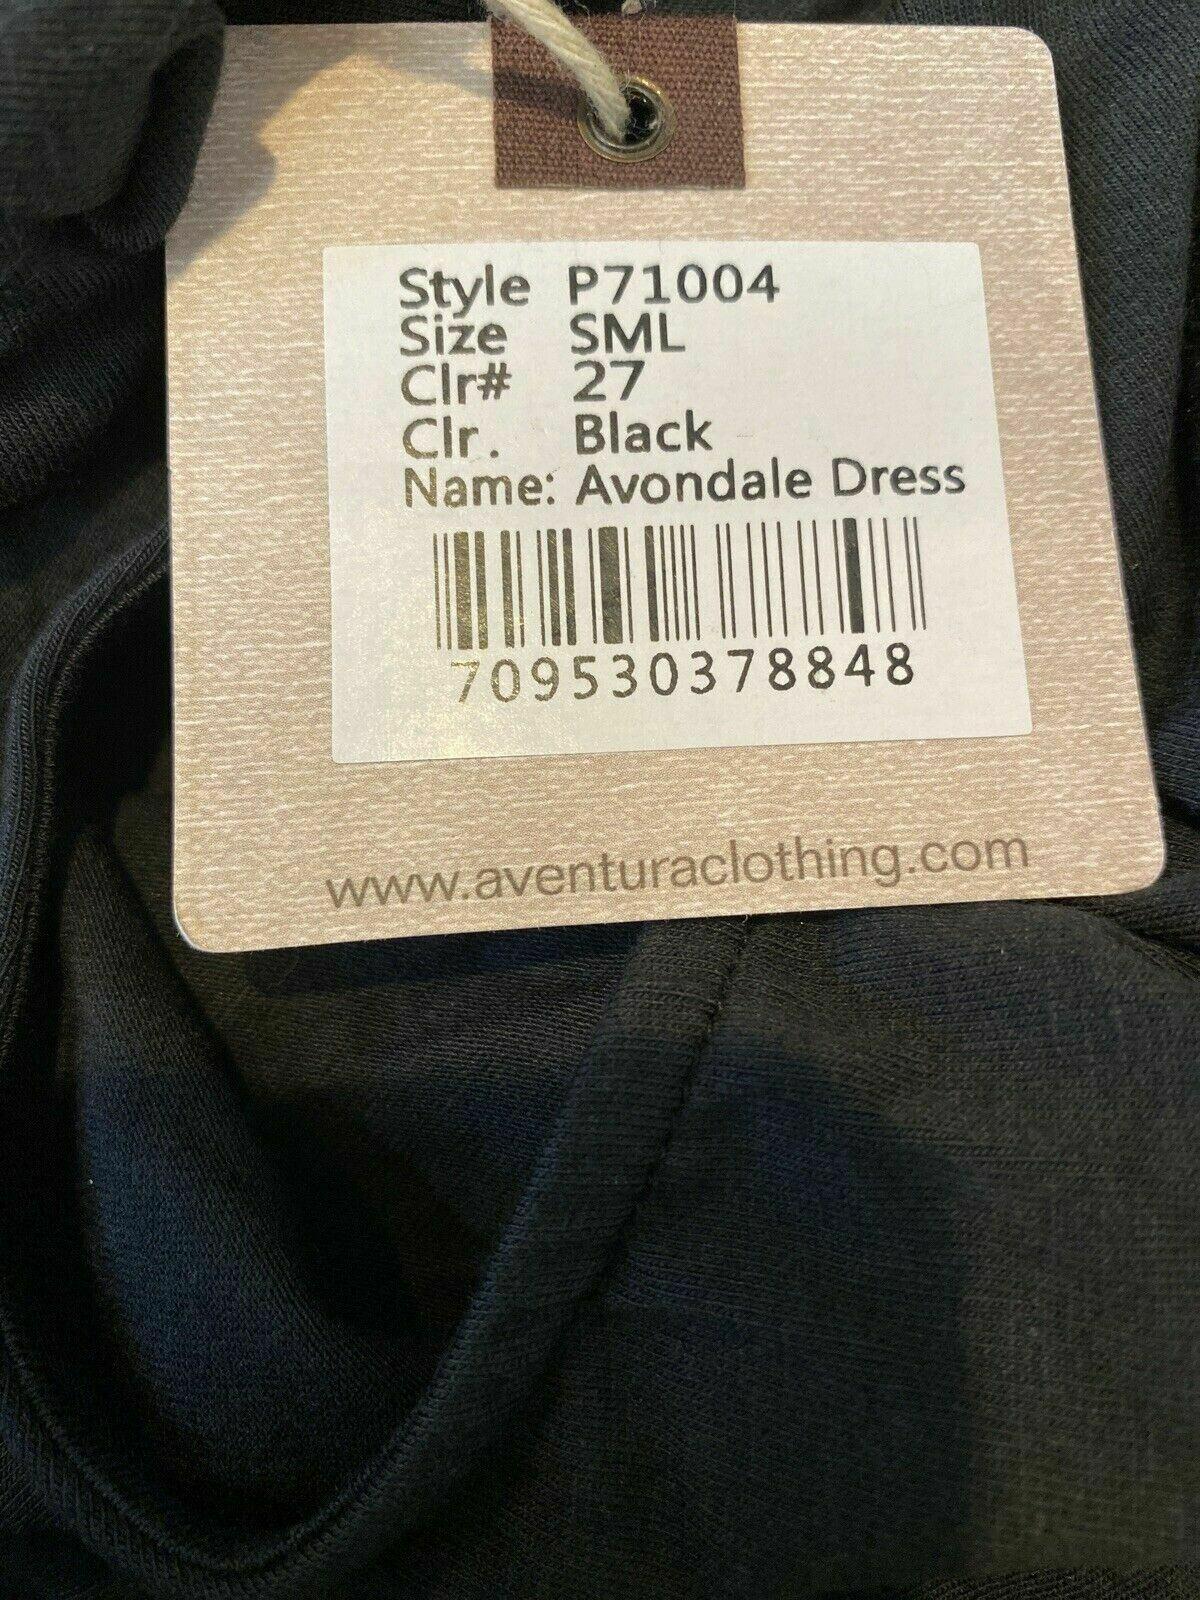 Style P71004
Size SML
Clr# 27
Clr. Black
Name: Avondale Dress
709530378848
www.aventuraclothing.com